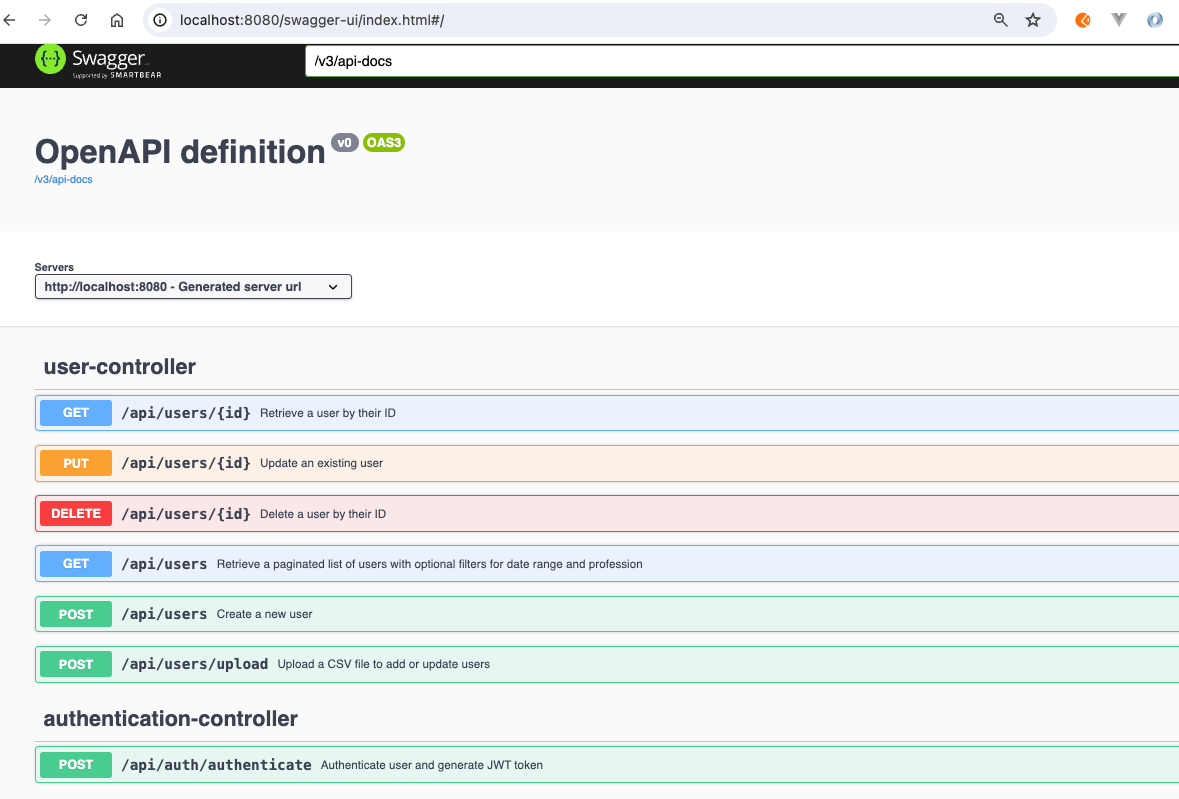 localhost:8080/swagger-ui/index.html#/
Swagger
Supported by SMARTBEAR
/v3/api-docs
OpenAPI definition v0 OAS3
/v3/api-docs
Servers
http://localhost:8080 - Generated server url
user-controller
GET /api/users/{id} Retrieve a user by their ID
PUT /api/users/{id} Update an existing user
DELETE /api/users/{id} Delete a user by their ID
GET /api/users Retrieve a paginated list of users with optional filters for date range and profession
POST /api/users Create a new user
POST /api/users/upload Upload a CSV file to add or update users
authentication-controller
POST /api/auth/authenticate Authenticate user and generate JWT token